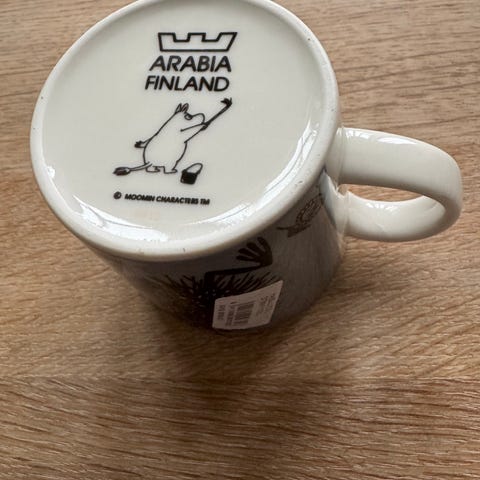 ARABIA
FINLAND
© MOOMIN CHARACTERS TM